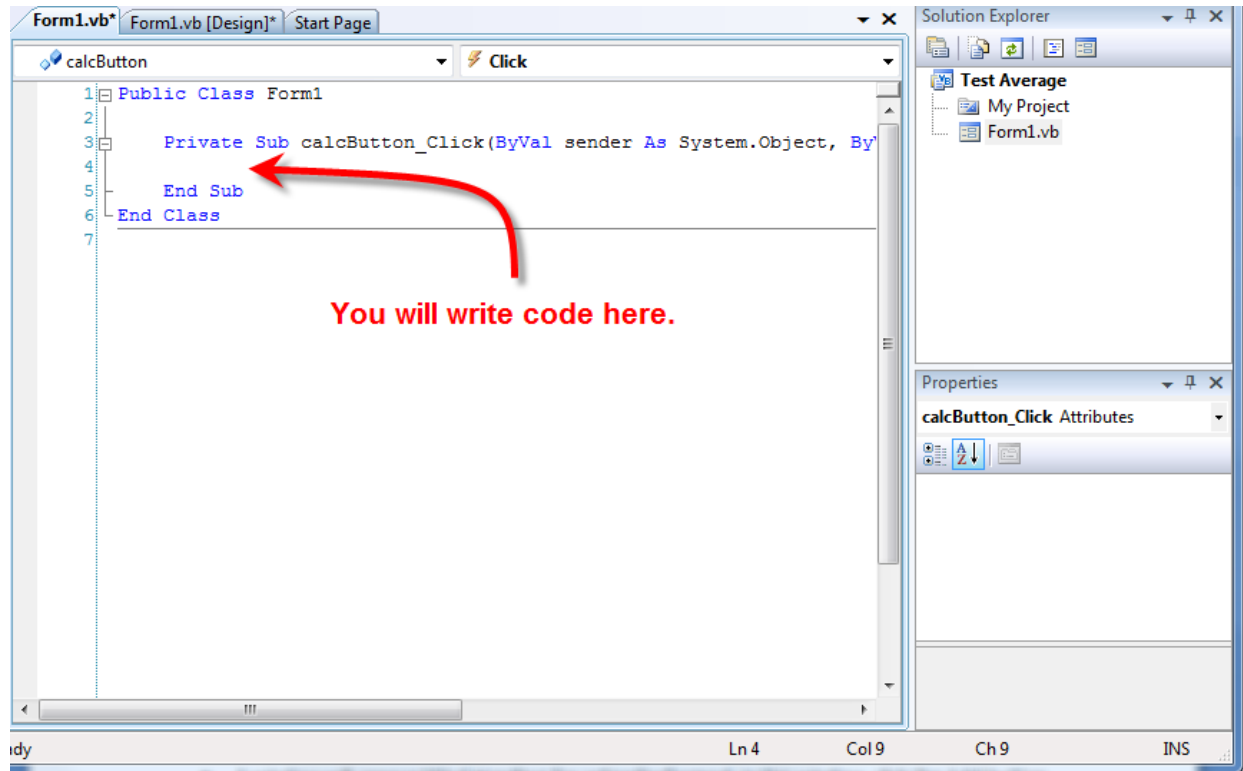 Form1.vb* Form1.vb [Design]* Start Page
calcButton Click
1 Public Class Form1
2
3 Private Sub calcButton_Click(ByVal sender As System.Object, By
4
5 End Sub
6 End Class
7
You will write code here.
Solution Explorer
Test Average
My Project
Form1.vb
Properties
calcButton_Click Attributes
Ln 4 Col 9 Ch 9 INS